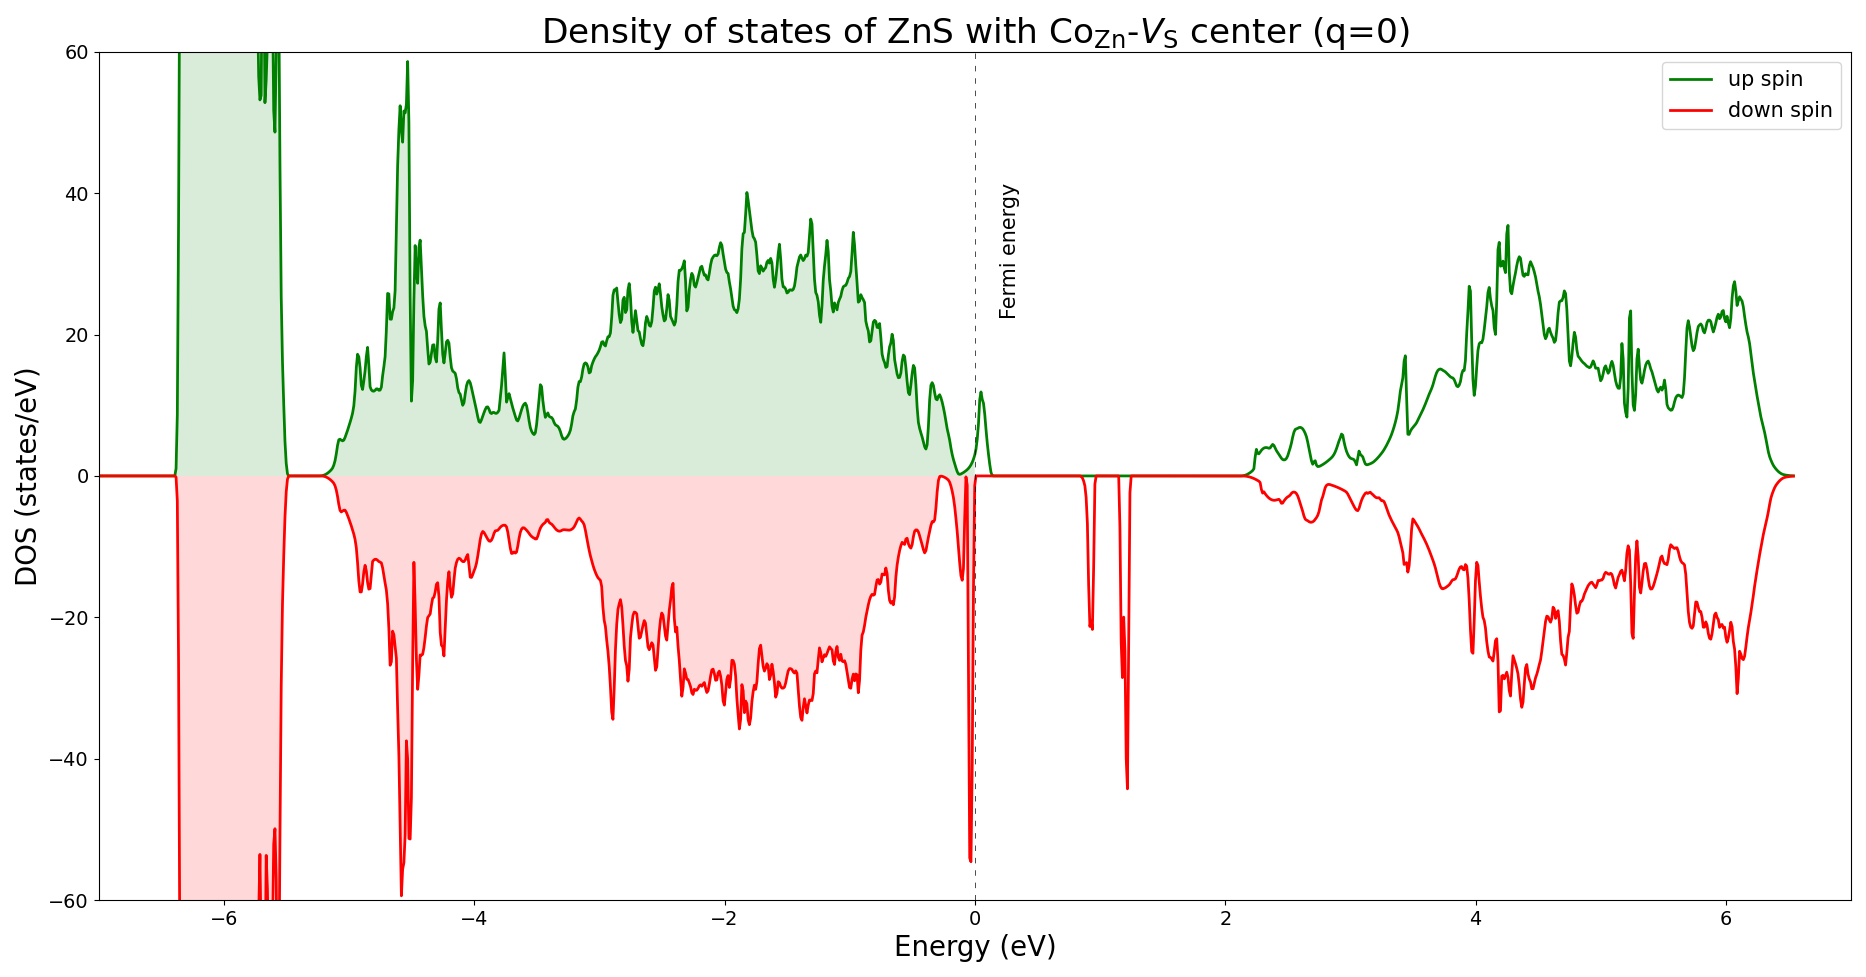 Density of states of ZnS with Co_Zn-V_S center (q=0)
up spin
down spin
Fermi energy
DOS (states/eV)
60
40
20
0
−20
−40
−60
−6 −4 −2 0 2 4 6
Energy (eV)